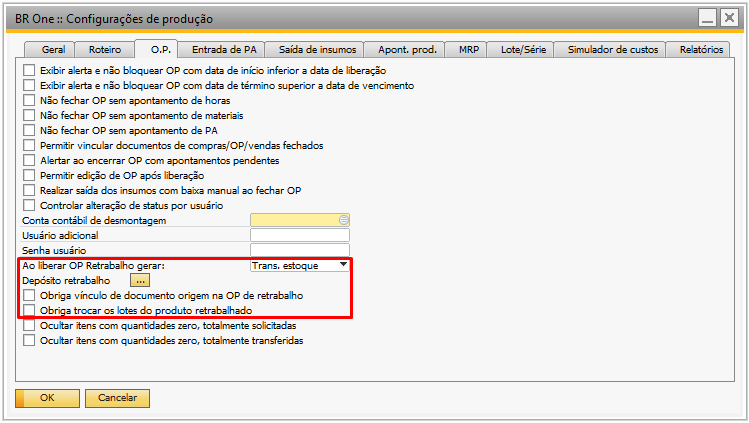 BR One :: Configurações de produção
Geral Roteiro O.P. Entrada de PA Saída de insumos Apont. prod. MRP Lote/Série Simulador de custos Relatórios
Exibir alerta e não bloquear OP com data de início inferior a data de liberação
Exibir alerta e não bloquear OP com data de término superior a data de vencimento
Não fechar OP sem apontamento de horas
Não fechar OP sem apontamento de materiais
Não fechar OP sem apontamento de PA
Permitir vincular documentos de compras/OP/vendas fechados
Alertar ao encerrar OP com apontamentos pendentes
Permitir edição de OP após liberação
Realizar saída dos insumos com baixa manual ao fechar OP
Controlar alteração de status por usuário
Conta contábil de desmontagem
Usuário adicional
Senha usuário
Ao liberar OP Retrabalho gerar: Trans. estoque
Depósito retrabalho ...
Obriga vínculo de documento origem na OP de retrabalho
Obriga trocar os lotes do produto retrabalhado
Ocultar itens com quantidades zero, totalmente solicitadas
Ocultar itens com quantidades zero, totalmente transferidas
OK Cancelar